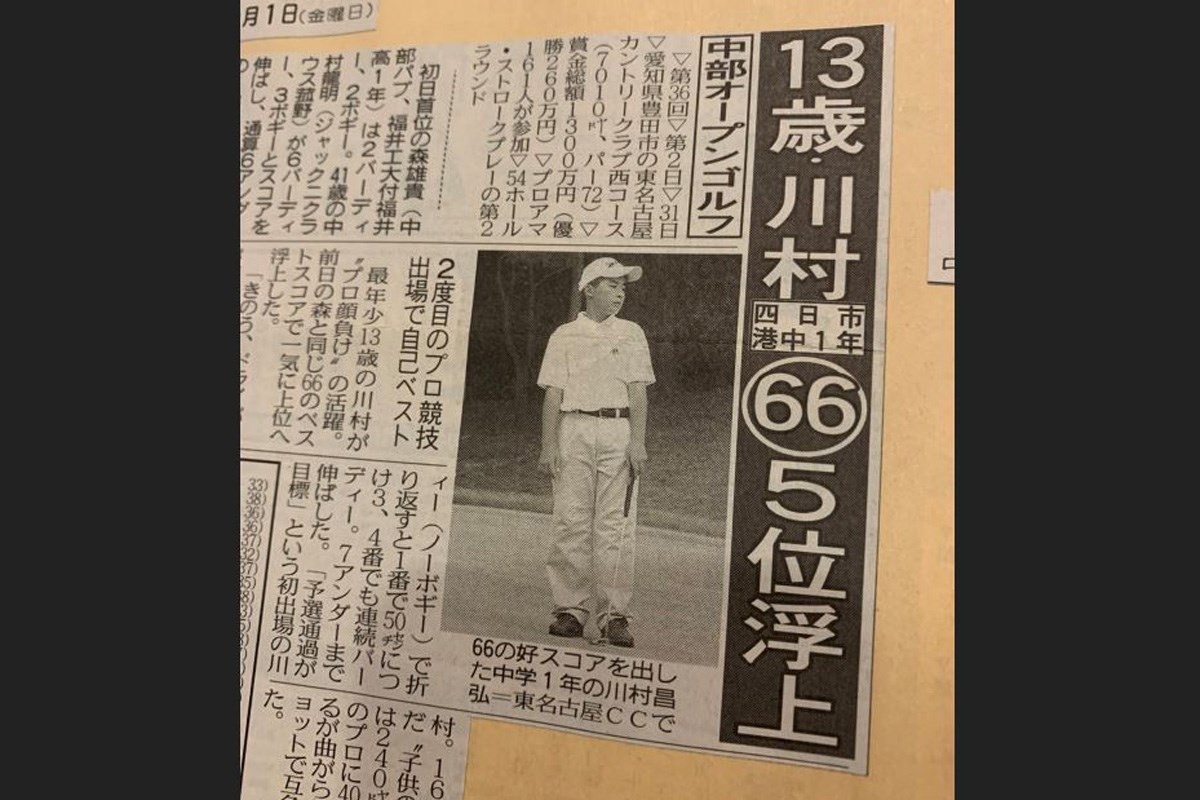 月1日(金曜日)
13歳・川村
四日市
港中1年
66
5位浮上
中部オープンゴルフ
▽第36回▽第2日▽31日
▽愛知県豊田市の東名古屋
カントリークラブ西コース
(7010㍎、パー72)▽
賞金総額1300万円(優
勝260万円)▽プロアマ
161人が参加▽54ホール
・ストロークプレーの第2
ラウンド
初日首位の森雄貴(中
部パブ、福井工大付福井
高1年)は2バーディ
ー、2ボギー。41歳の中
村龍明(ジャックニクラ
ウス菰野)が6バーディ
ー、3ボギーとスコアを
伸ばし、通算6アンダ
2度目のプロ競技
出場で自己ベスト
最年少13歳の川村が
〝プロ顔負け〟の活躍。
前日の森と同じ66のベス
トスコアで一気に上位へ
浮上した。
「きのう、ドライ
ィー(ノーボギー)で折
り返すと1番で50㌢につ
け3、4番でも連続バー
ディー。7アンダーまで
伸ばした。「予選通過が
目標」という初出場の川
村。16
だ〝子供の
は240㍎
のプロに40
るが曲がら
ョットで互角
た。
66の好スコアを出し
た中学1年の川村昌
弘=東名古屋CCで
33)
38)
36)
36)
37)
32)
37)
35)